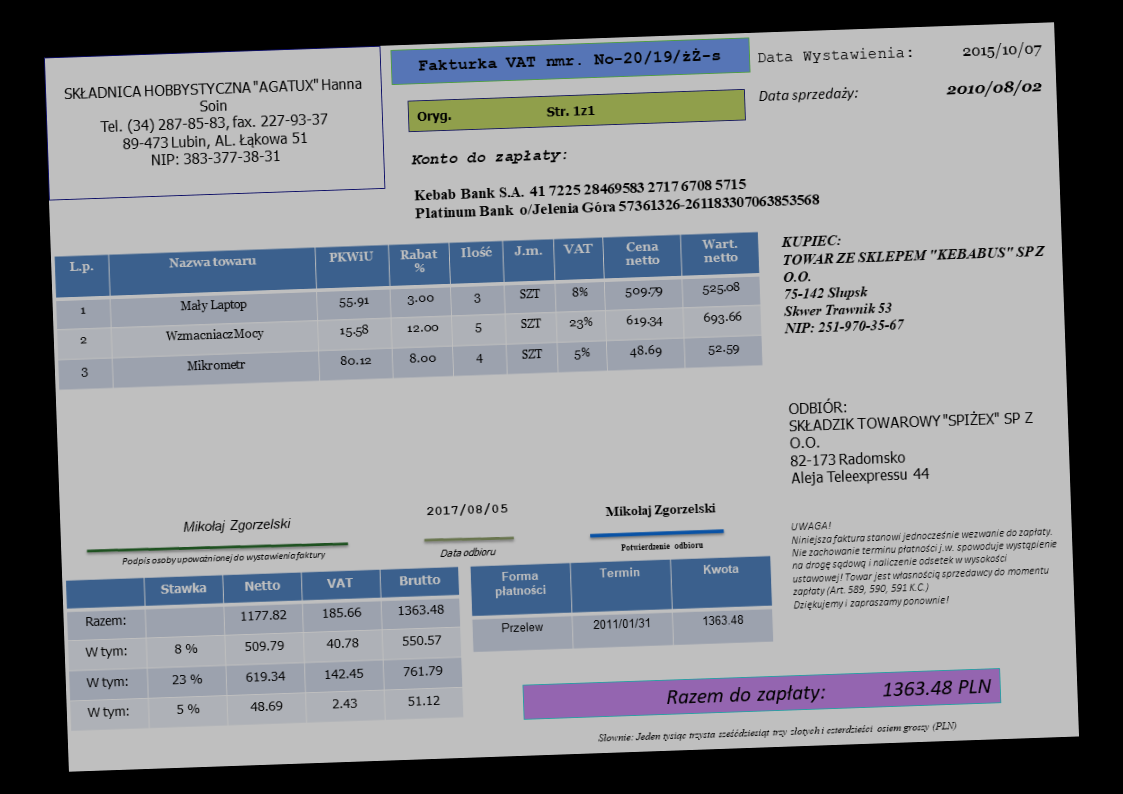 SKŁADNICA HOBBYSTYCZNA "AGATUX" Hanna
Soin
Tel. (34) 287-85-83, fax. 227-93-37
89-473 Lubin, AL. Łąkowa 51
NIP: 383-377-38-31
Fakturka VAT nmr. No-20/19/żŻ-s
Oryg. Str. 1z1
Data Wystawienia: 2015/10/07
Data sprzedaży: 2010/08/02
Konto do zapłaty:
Kebab Bank S.A. 41 7225 28469583 2717 6708 5715
Platinum Bank o/Jelenia Góra 57361326-261183307063853568
L.p. Nazwa towaru PKWiU Rabat % Ilość J.m. VAT Cena netto Wart. netto
1 Mały Laptop 55.91 3.00 3 SZT 8% 509.79 525.08
2 Wzmacniacz Mocy 15.58 12.00 5 SZT 23% 619.34 693.66
3 Mikrometr 80.12 8.00 4 SZT 5% 48.69 52.59
KUPIEC:
TOWAR ZE SKLEPEM "KEBABUS" SP Z
O.O.
75-142 Słupsk
Skwer Trawnik 53
NIP: 251-970-35-67
ODBIÓR:
SKŁADZIK TOWAROWY "SPIŻEX" SP Z
O.O.
82-173 Radomsko
Aleja Teleexpressu 44
Mikołaj Zgorzelski
Podpis osoby upoważnionej do wystawienia faktury
2017/08/05
Data odbioru
Mikołaj Zgorzelski
Potwierdzenie odbioru
UWAGA!
Niniejsza faktura stanowi jednocześnie wezwanie do zapłaty.
Nie zachowanie terminu płatności j.w. spowoduje wystąpienie
na drogę sądową i naliczenie odsetek w wysokości
ustawowej! Towar jest własnością sprzedawcy do momentu
zapłaty (Art. 589, 590, 591 K.C.)
Dziękujemy i zapraszamy ponownie!
Stawka Netto VAT Brutto
Razem: 1177.82 185.66 1363.48
W tym: 8 % 509.79 40.78 550.57
W tym: 23 % 619.34 142.45 761.79
W tym: 5 % 48.69 2.43 51.12
Forma płatności Termin Kwota
Przelew 2011/01/31 1363.48
Razem do zapłaty: 1363.48 PLN
Słownie: Jeden tysiąc trzysta sześćdziesiąt trzy złotych i czterdzieści osiem groszy (PLN)